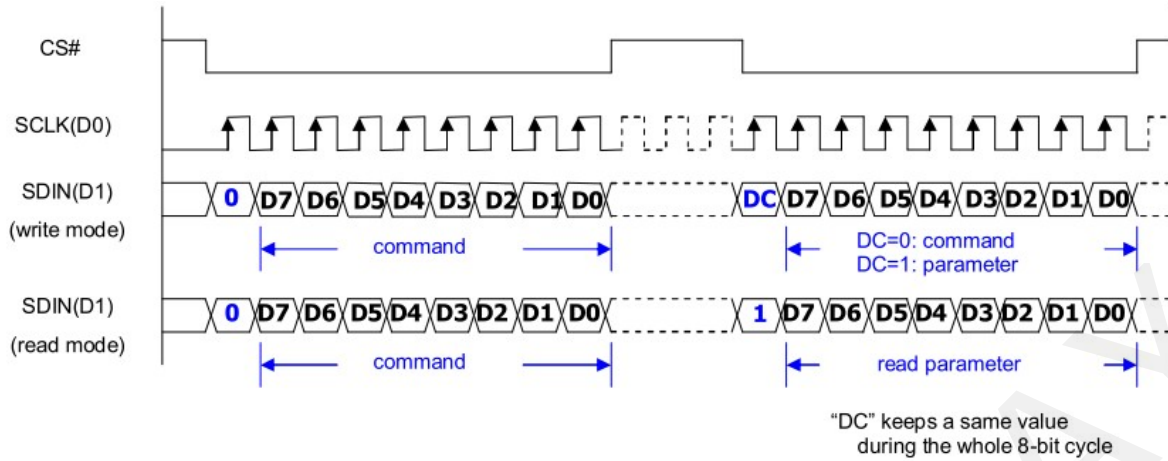 CS#
SCLK(D0)
SDIN(D1)
(write mode)
0 D7 D6 D5 D4 D3 D2 D1 D0
DC D7 D6 D5 D4 D3 D2 D1 D0
command
DC=0: command
DC=1: parameter
SDIN(D1)
(read mode)
0 D7 D6 D5 D4 D3 D2 D1 D0
1 D7 D6 D5 D4 D3 D2 D1 D0
command
read parameter
“DC” keeps a same value
during the whole 8-bit cycle